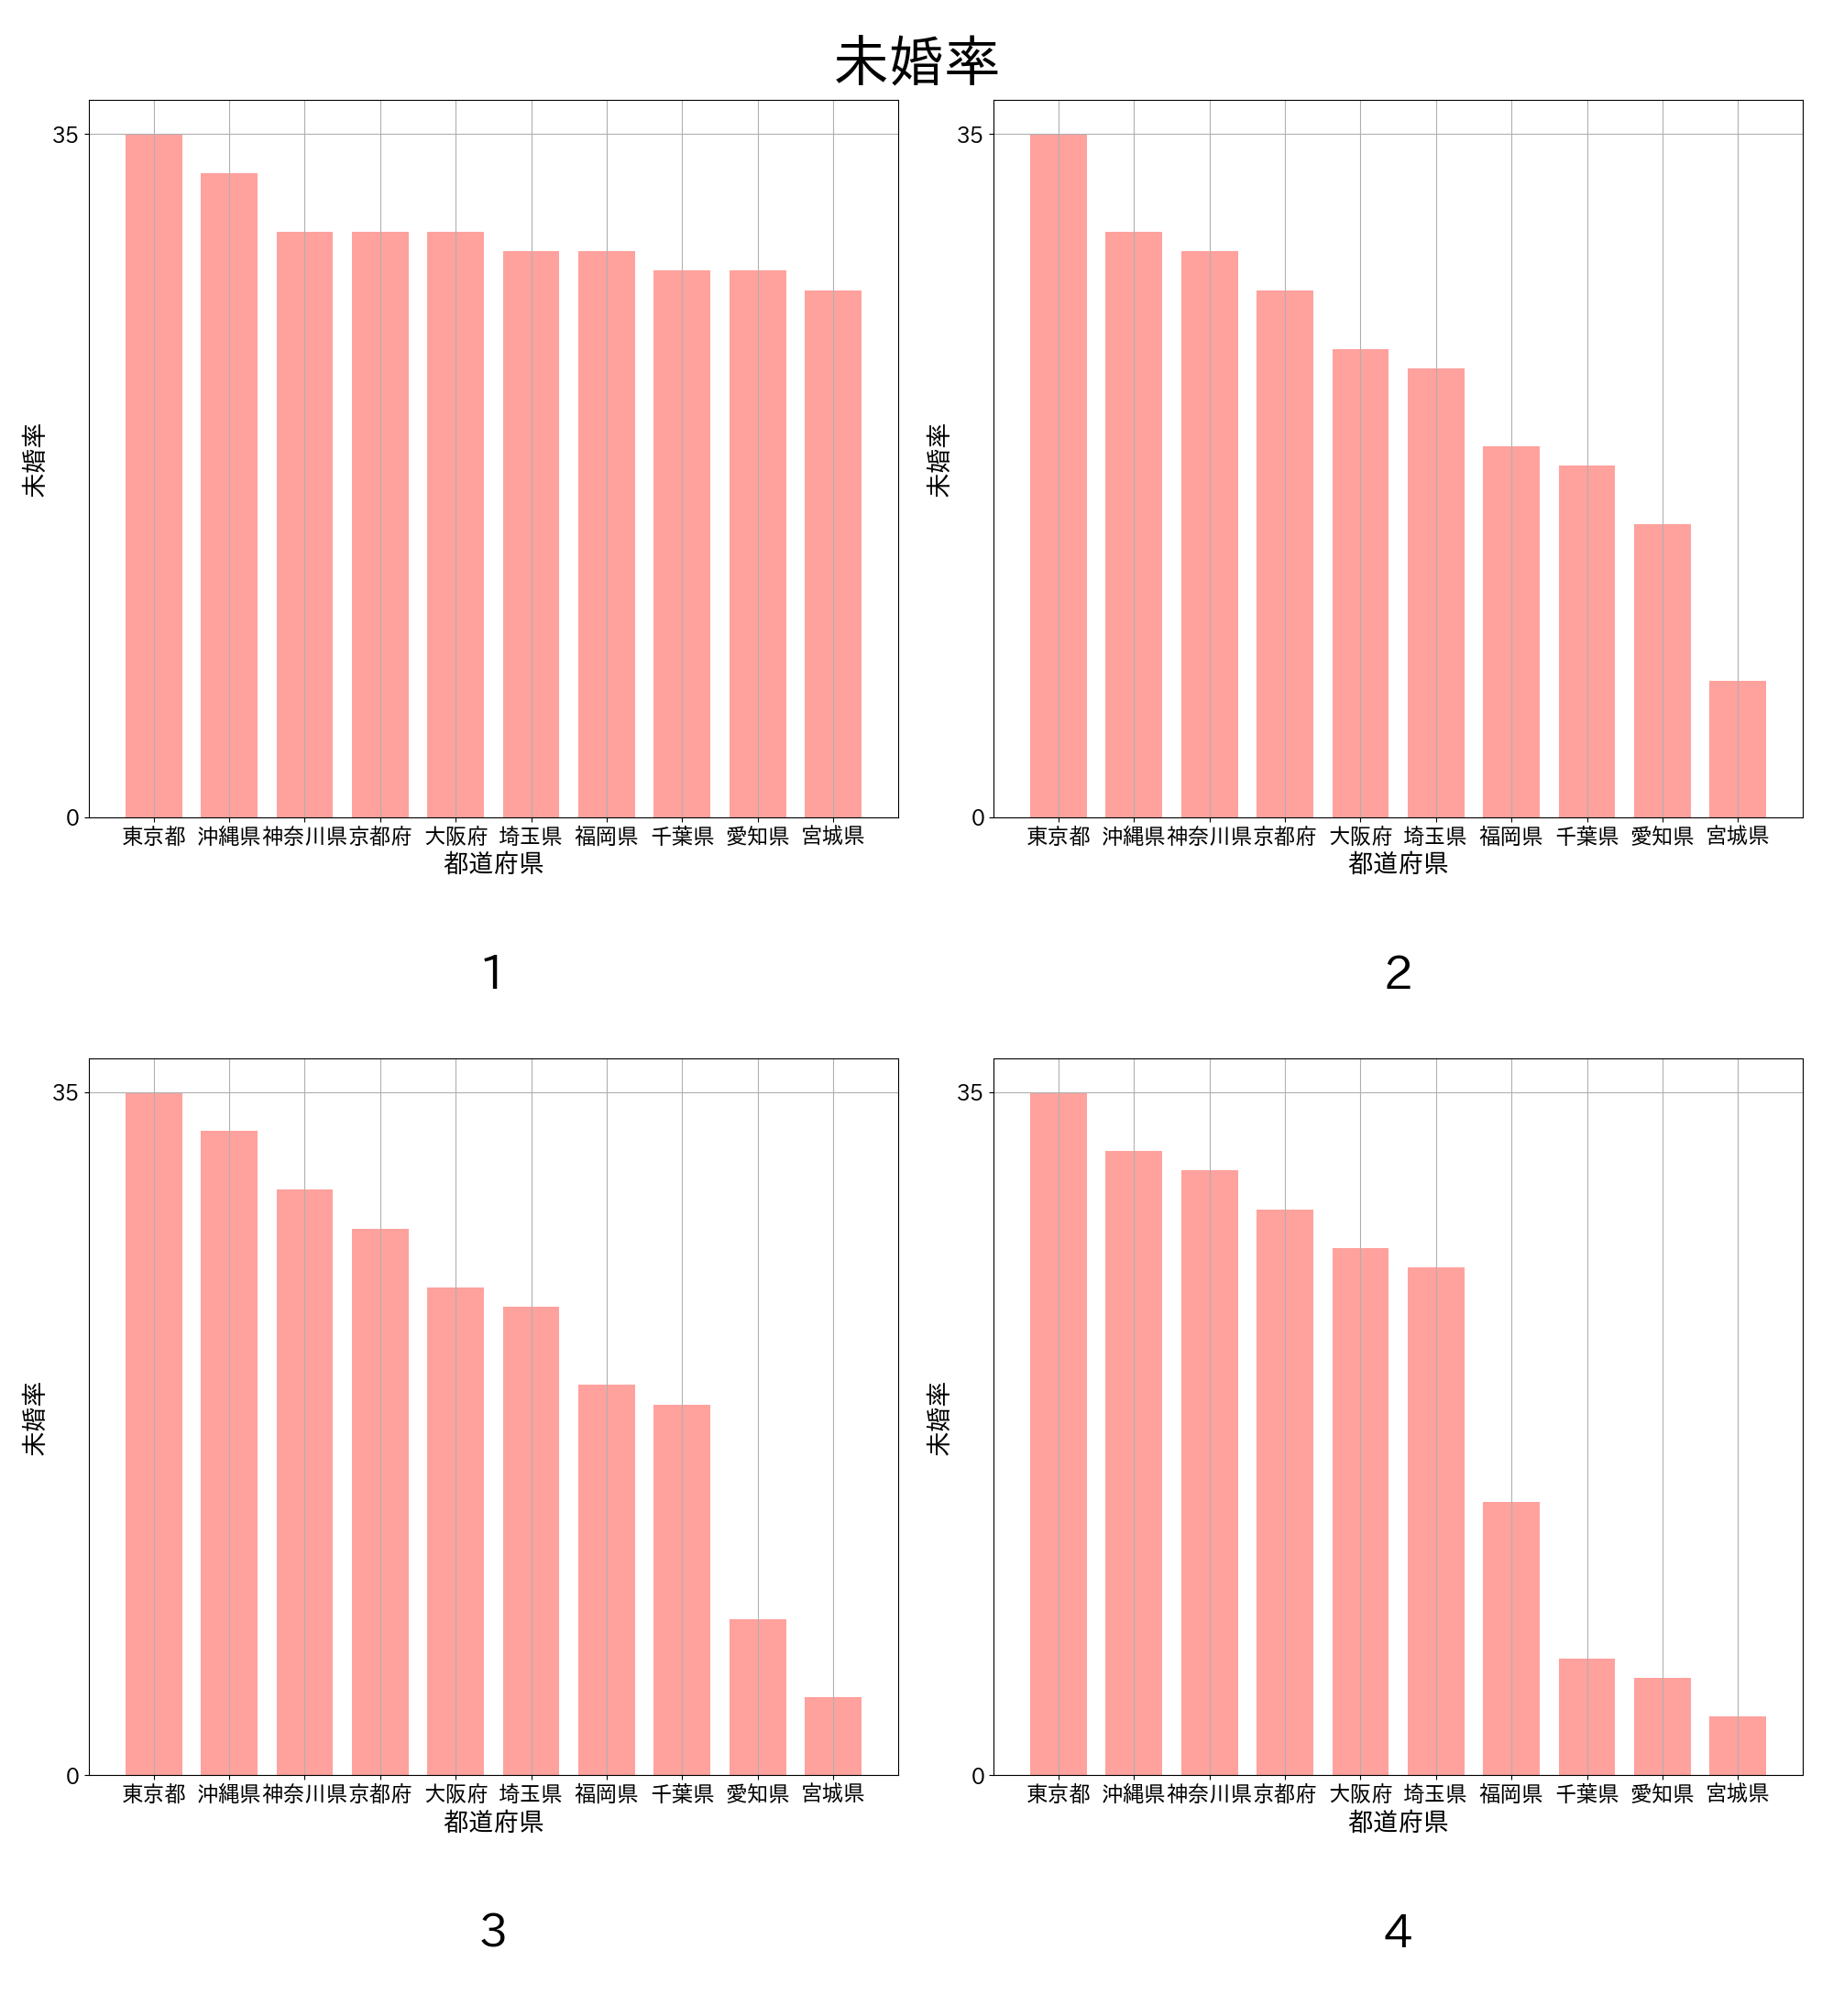 未婚率
35
0
未婚率
東京都 沖縄県 神奈川県 京都府 大阪府 埼玉県 福岡県 千葉県 愛知県 宮城県
都道府県
1
35
0
未婚率
東京都 沖縄県 神奈川県 京都府 大阪府 埼玉県 福岡県 千葉県 愛知県 宮城県
都道府県
2
35
0
未婚率
東京都 沖縄県 神奈川県 京都府 大阪府 埼玉県 福岡県 千葉県 愛知県 宮城県
都道府県
3
35
0
未婚率
東京都 沖縄県 神奈川県 京都府 大阪府 埼玉県 福岡県 千葉県 愛知県 宮城県
都道府県
4